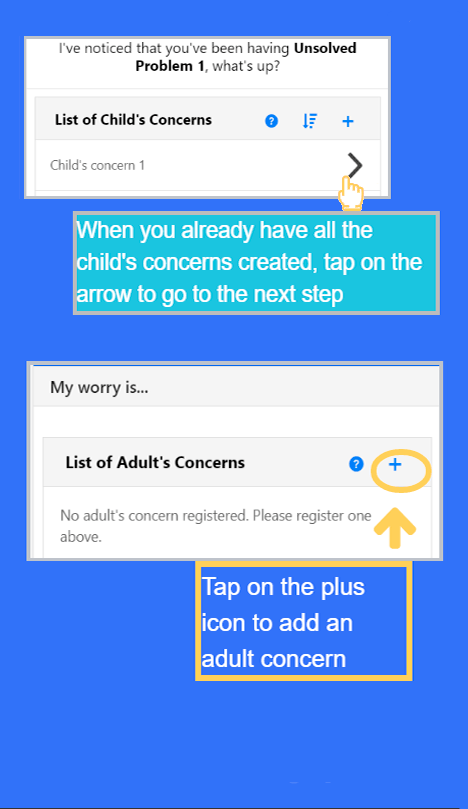 I've noticed that you've been having Unsolved
Problem 1, what's up?
List of Child's Concerns
Child's concern 1
When you already have all the
child's concerns created, tap on the
arrow to go to the next step
My worry is...
List of Adult's Concerns
No adult's concern registered. Please register one
above.
Tap on the plus
icon to add an
adult concern